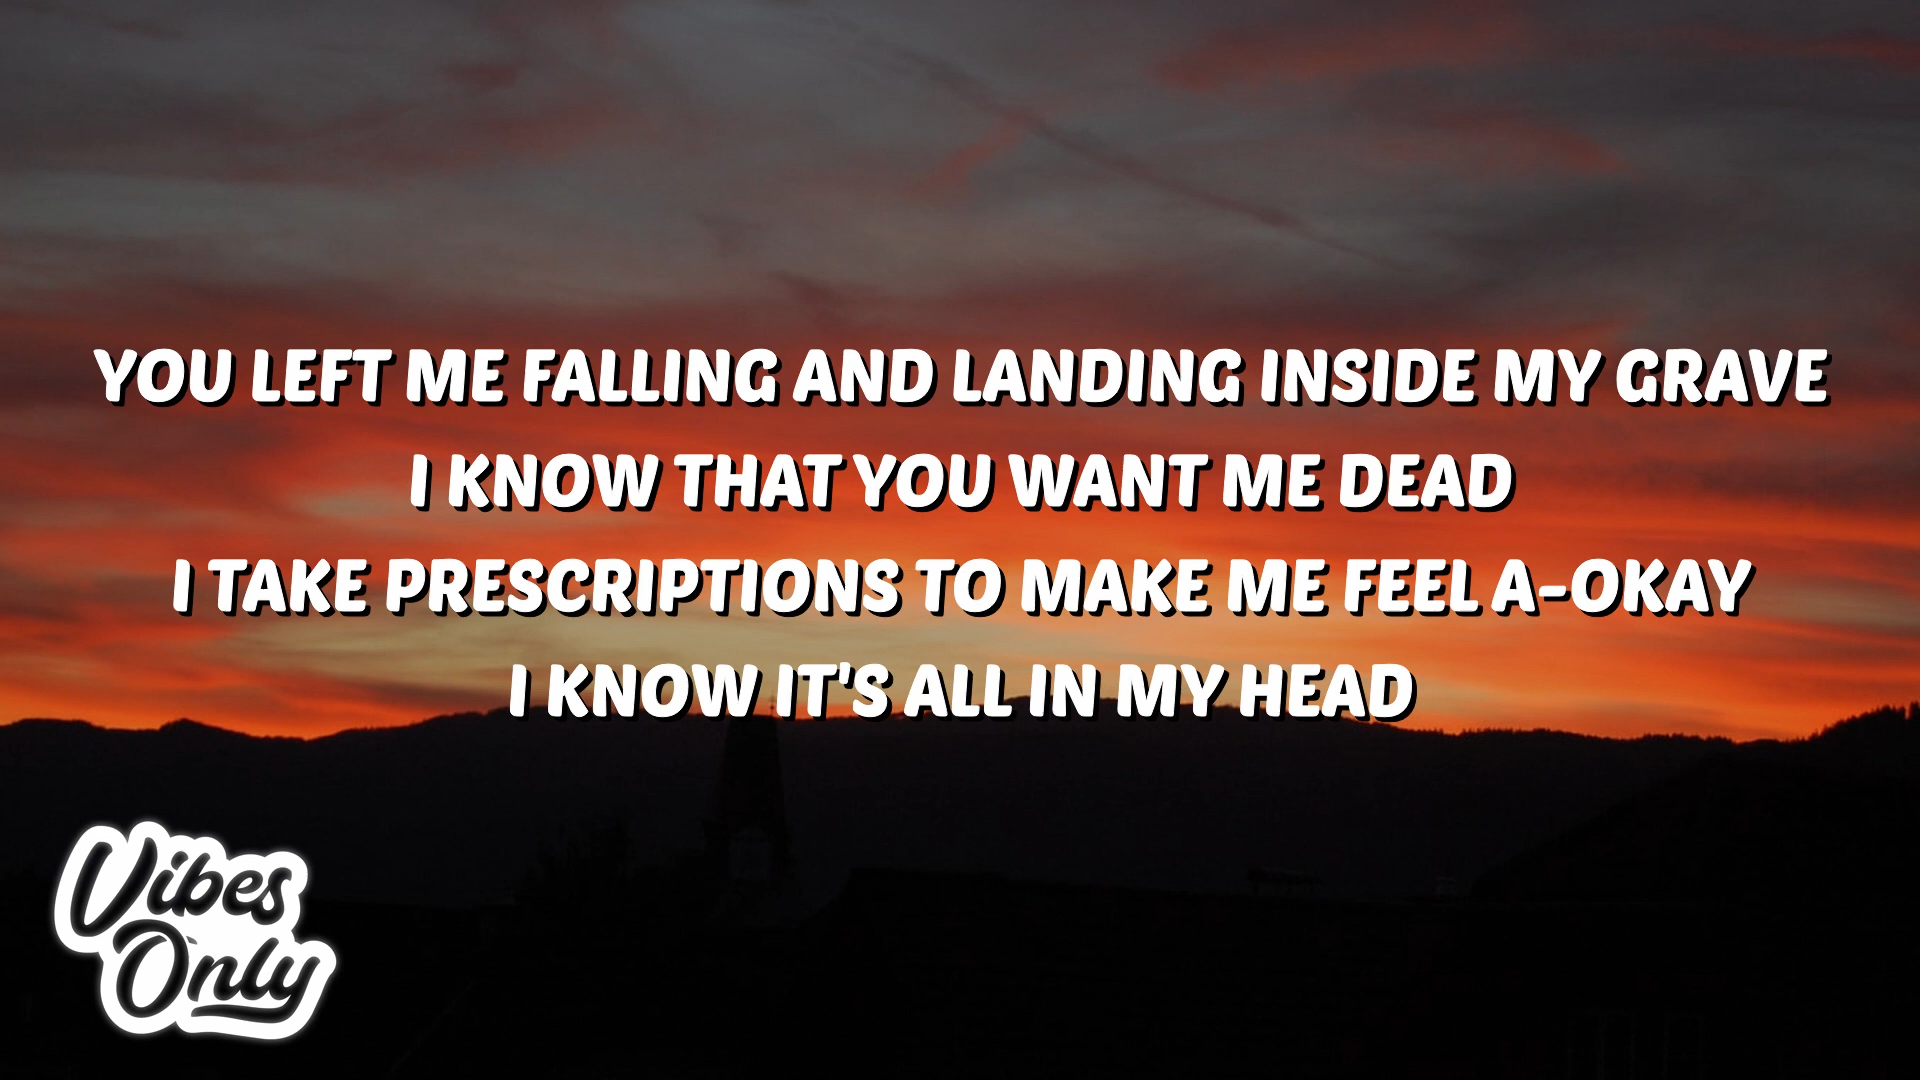 YOU LEFT ME FALLING AND LANDING INSIDE MY GRAVE
I KNOW THAT YOU WANT ME DEAD
I TAKE PRESCRIPTIONS TO MAKE ME FEEL A-OKAY
I KNOW IT'S ALL IN MY HEAD
Vibes
Only